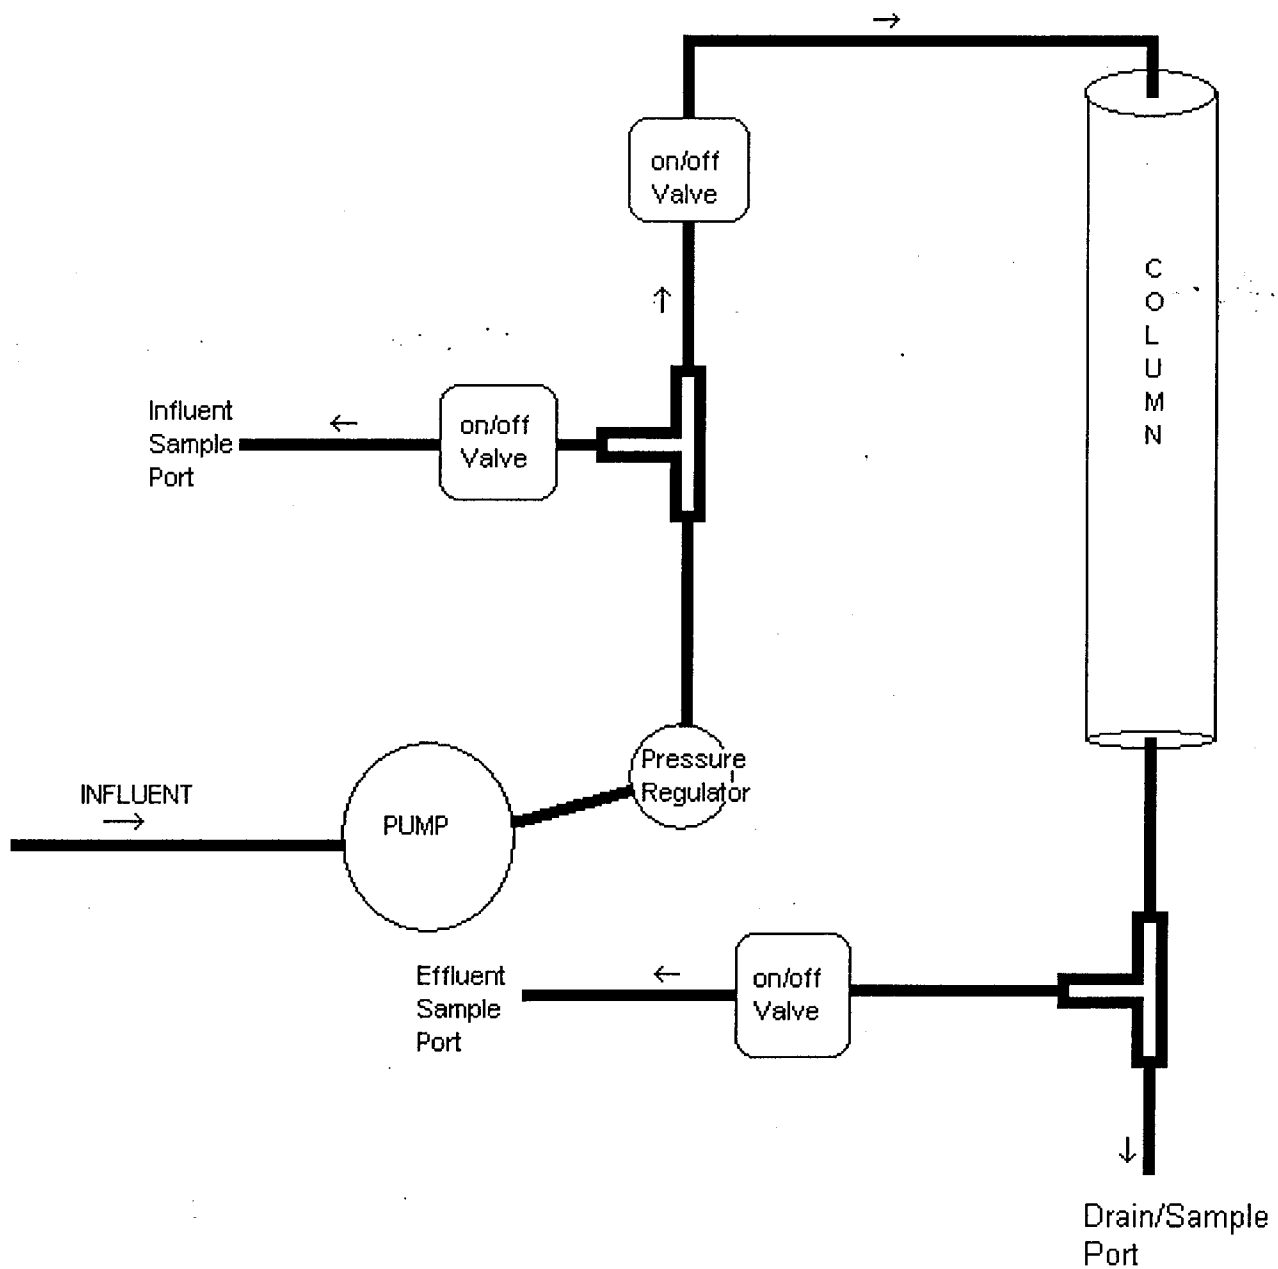 on/off
Valve
C
O
L
U
M
N
Influent
Sample
Port
on/off
Valve
Pressure
Regulator
INFLUENT
PUMP
Effluent
Sample
Port
on/off
Valve
Drain/Sample
Port